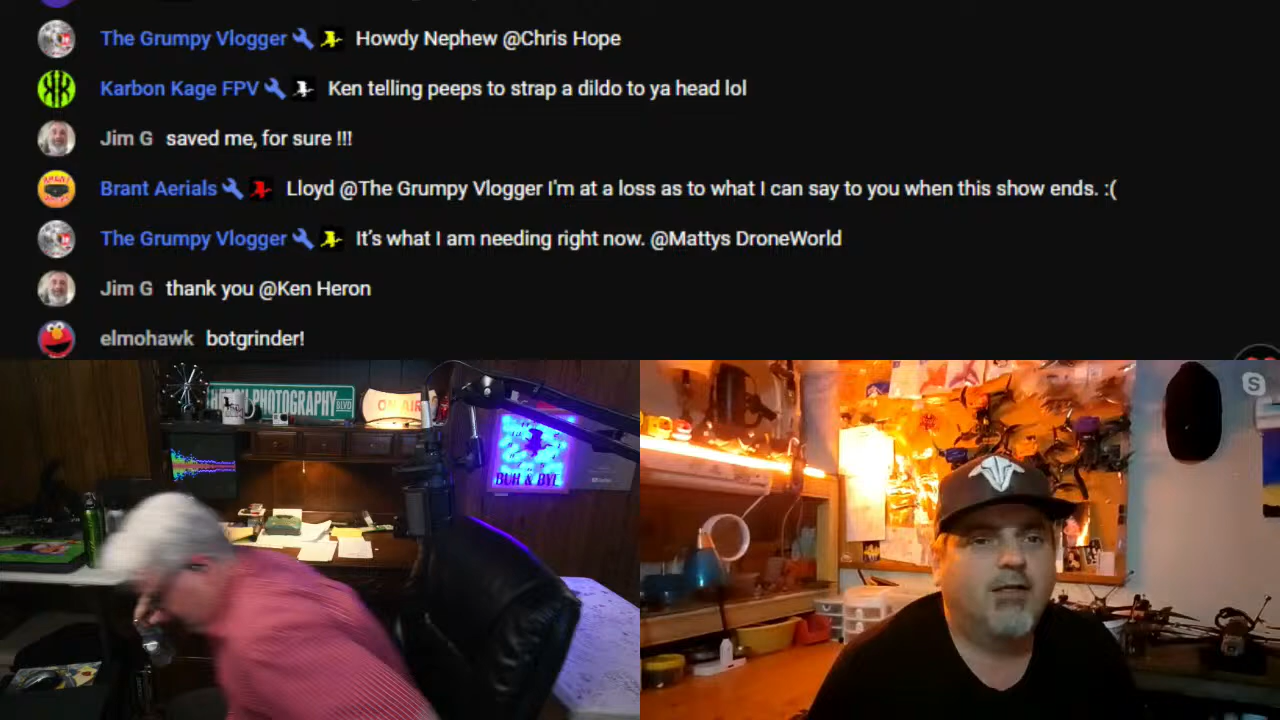 The Grumpy Vlogger Howdy Nephew @Chris Hope
Karbon Kage FPV Ken telling peeps to strap a dildo to ya head lol
Jim G saved me, for sure !!!
Brant Aerials Lloyd @The Grumpy Vlogger I'm at a loss as to what I can say to you when this show ends. :(
The Grumpy Vlogger It's what I am needing right now. @Mattys DroneWorld
Jim G thank you @Ken Heron
elmohawk botgrinder!
HERON PHOTOGRAPHY BLVD
ON AIR
BUH & BYE
S